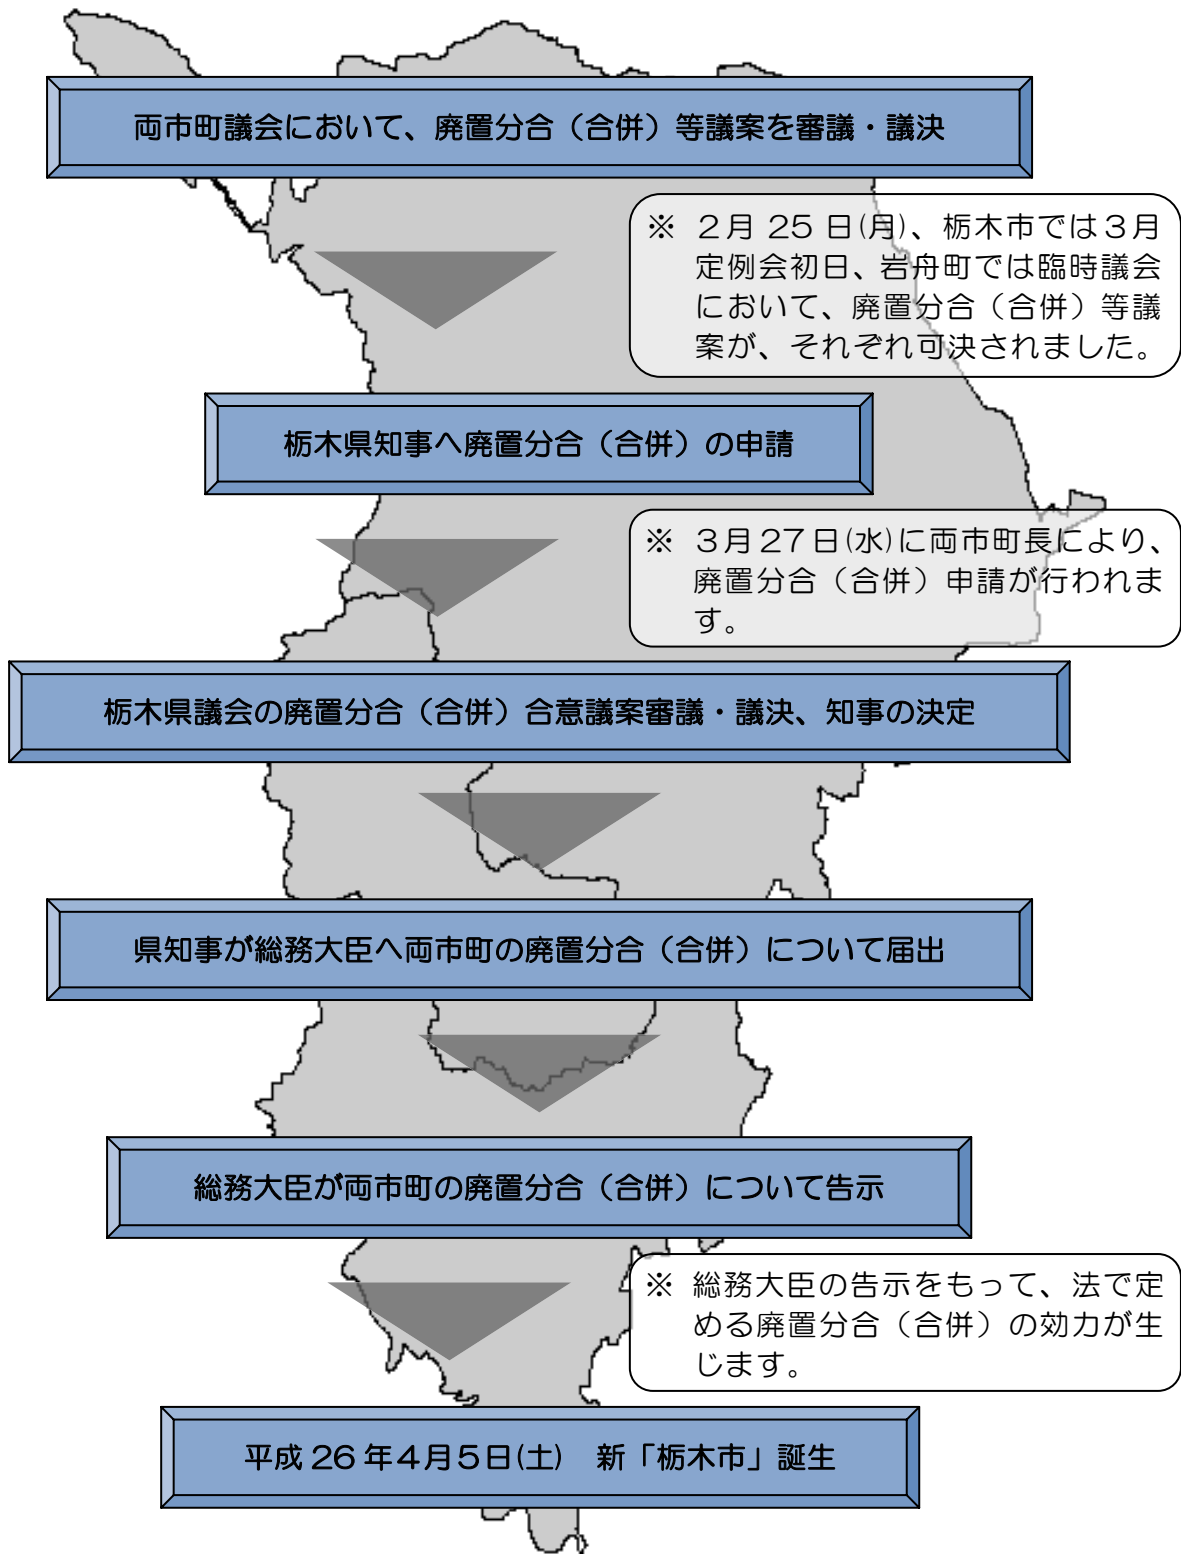 両市町議会において、廃置分合（合併）等議案を審議・議決
※ ２月 25 日(月)、栃木市では３月
定例会初日、岩舟町では臨時議会
において、廃置分合（合併）等議
案が、それぞれ可決されました。
栃木県知事へ廃置分合（合併）の申請
※ ３月 27 日(水)に両市町長により、
廃置分合（合併）申請が行われま
す。
栃木県議会の廃置分合（合併）合意議案審議・議決、知事の決定
県知事が総務大臣へ両市町の廃置分合（合併）について届出
総務大臣が両市町の廃置分合（合併）について告示
※ 総務大臣の告示をもって、法で定
める廃置分合（合併）の効力が生
じます。
平成 26 年４月５日(土)　新「栃木市」誕生